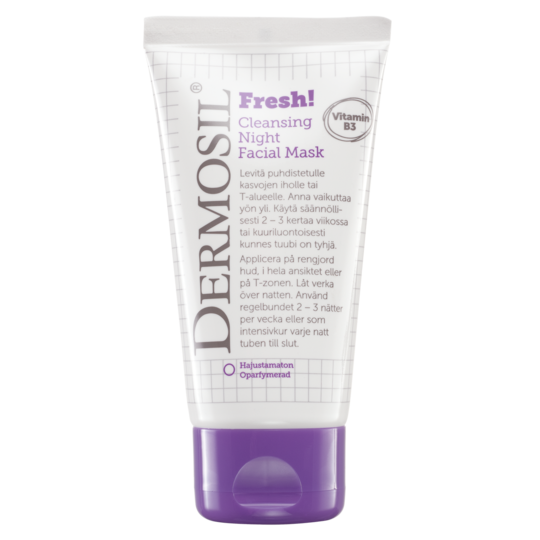 DERMOSIL®
Fresh!
Cleansing
Night
Facial Mask
Vitamin
B3
Levitä puhdistetulle
kasvojen iholle tai
T-alueelle. Anna vaikuttaa
yön yli. Käytä säännölli-
sesti 2 – 3 kertaa viikossa
tai kuuriluontoisesti
kunnes tuubi on tyhjä.
Applicera på rengjord
hud, i hela ansiktet eller
på T-zonen. Låt verka
över natten. Använd
regelbundet 2 – 3 nätter
per vecka eller som
intensivkur varje natt
tuben till slut.
Hajustamaton
Oparfymerad